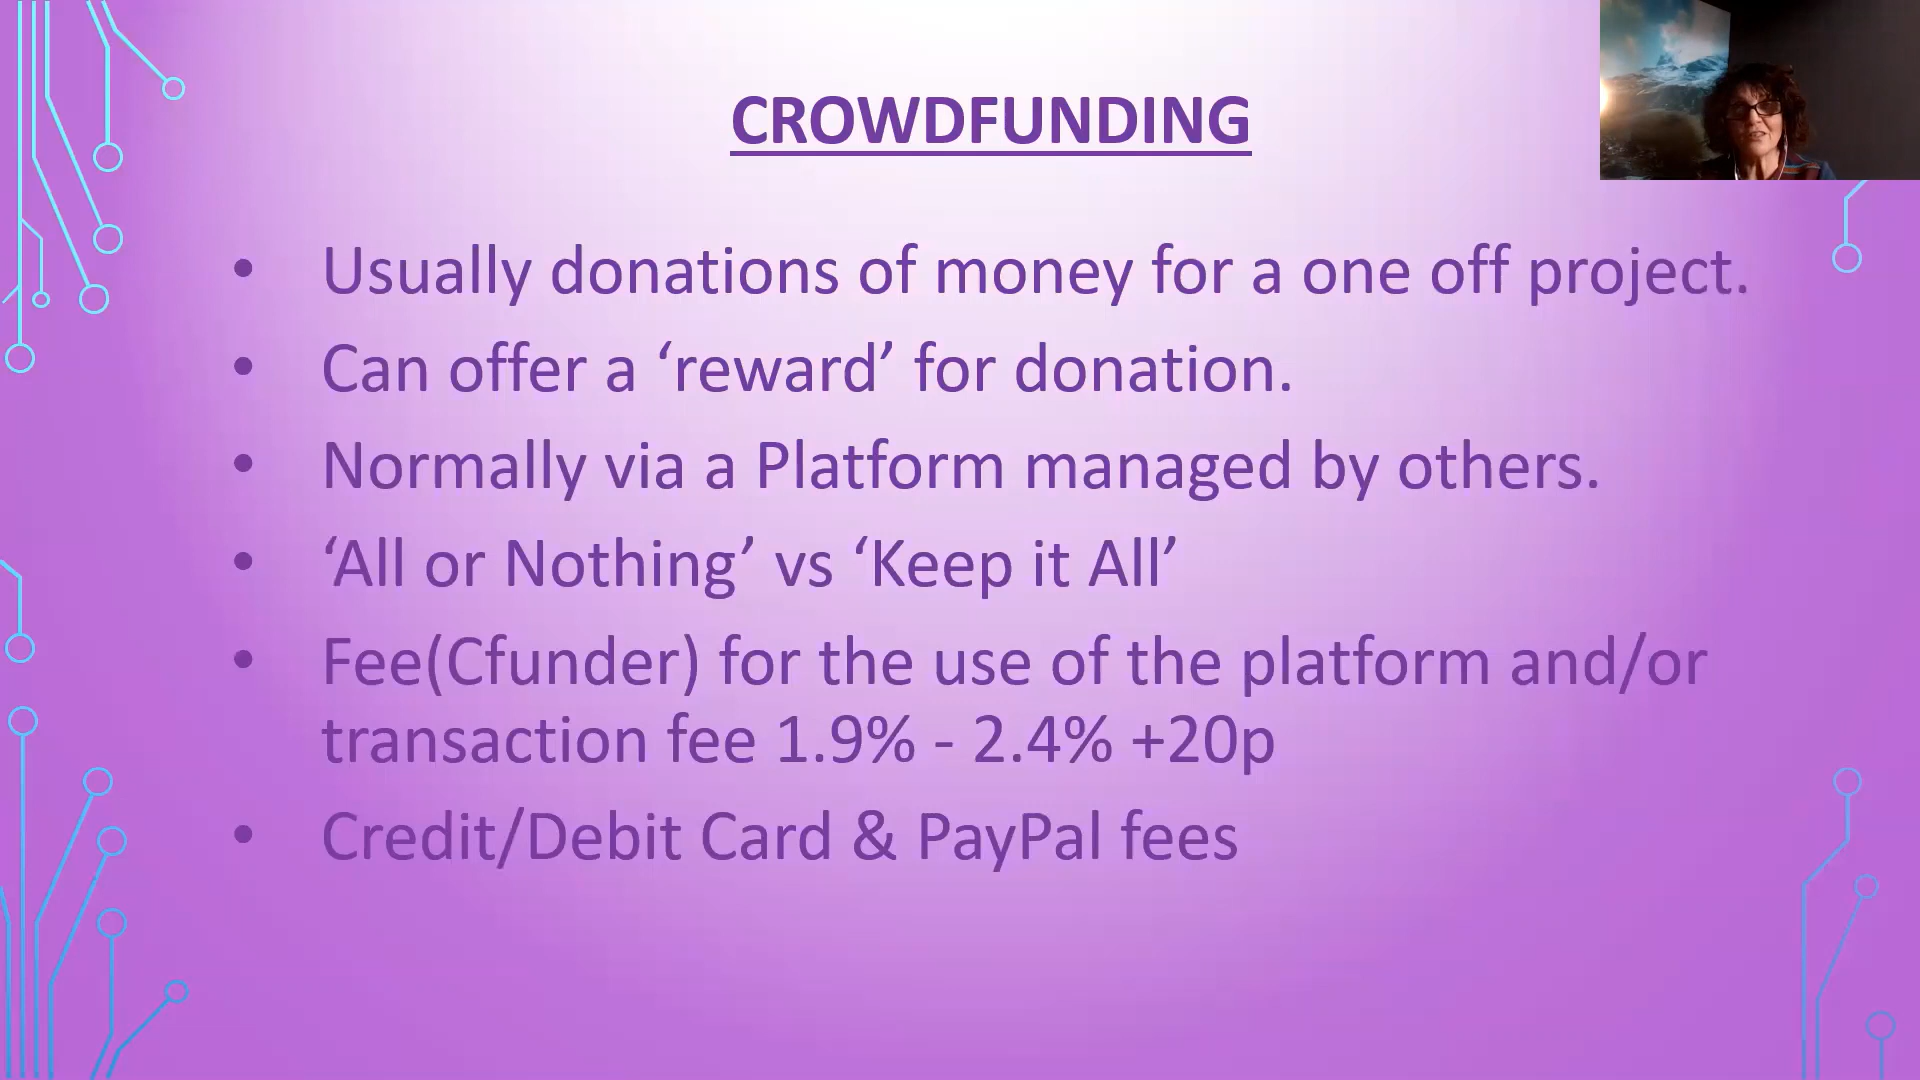 CROWDFUNDING
• Usually donations of money for a one off project.
• Can offer a ‘reward’ for donation.
• Normally via a Platform managed by others.
• ‘All or Nothing’ vs ‘Keep it All’
• Fee(Cfunder) for the use of the platform and/or
transaction fee 1.9% - 2.4% +20p
• Credit/Debit Card & PayPal fees